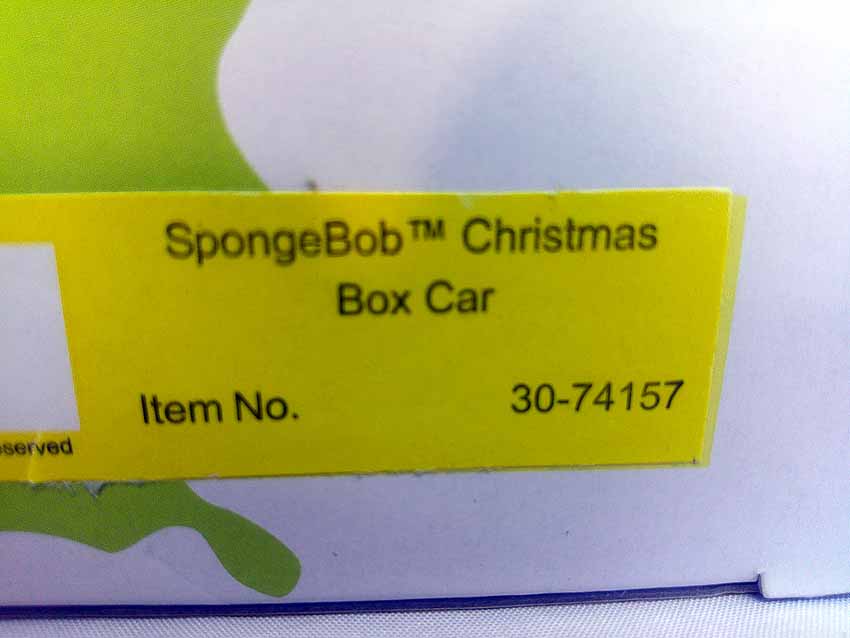 SpongeBob™ Christmas
Box Car
Item No. 30-74157